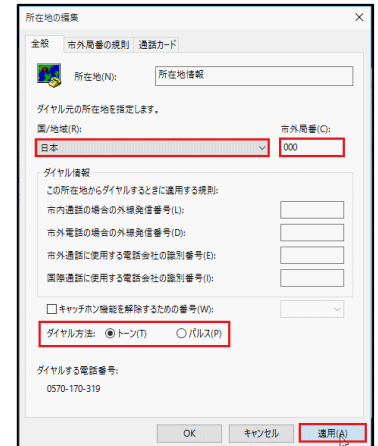 所在地の編集
全般 市外局番の規則 通話カード
所在地(N): 所在地情報
ダイヤル元の所在地を指定します。
国/地域(R): 市外局番(C):
日本 000
ダイヤル情報
この所在地からダイヤルするときに適用する規則:
市内通話の場合の外線発信番号(L):
市外電話の場合の外線発信番号(D):
市外通話に使用する電話会社の識別番号(E):
国際通話に使用する電話会社の識別番号(I):
キャッチホン機能を解除するための番号(W):
ダイヤル方法: トーン(T) パルス(P)
ダイヤルする電話番号:
0570-170-319
OK キャンセル 適用(A)